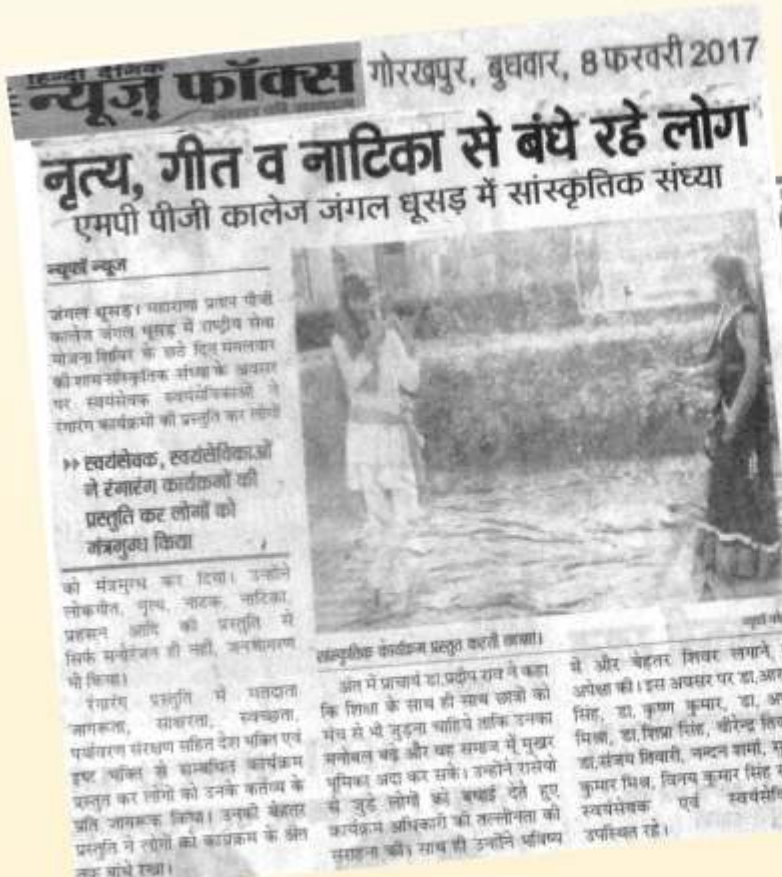 हिन्दी दैनिक
न्यूज़ फॉक्स
गोरखपुर, बुधवार, 8 फरवरी 2017
नृत्य, गीत व नाटिका से बंधे रहे लोग
एमपी पीजी कालेज जंगल धूसड़ में सांस्कृतिक संध्या
न्यूफॉ न्यूज
जंगल धूसड़। महाराणा प्रताप पीजी
कालेज जंगल धूसड़ में राष्ट्रीय सेवा
योजना शिविर के छठे दिन मंगलवार
की शाम सांस्कृतिक संध्या के अवसर
पर स्वयंसेवक स्वयंसेविकाओं ने
रंगारंग कार्यक्रमों की प्रस्तुति कर लोगों
›› स्वयंसेवक, स्वयंसेविकाओं
ने रंगारंग कार्यक्रमों की
प्रस्तुति कर लोगों को
मंत्रमुग्ध किया
को मंत्रमुग्ध कर दिया। उन्होंने
लोकगीत, नृत्य, नाटक, नाटिका,
प्रहसन आदि की प्रस्तुति से
सिर्फ मनोरंजन ही नहीं, जनजागरण
भी किया।
रंगारंग प्रस्तुति में मतदाता
जागरूता, साक्षरता, स्वच्छता,
पर्यावरण संरक्षण सहित देश भक्ति एवं
इष्ट भक्ति से सम्बंधित कार्यक्रम
प्रस्तुत कर लोगों को उनके कर्तव्य के
प्रति जागरूक किया। उनकी बेहतर
प्रस्तुति ने लोगों को कार्यक्रम के अंत
तक बांधे रखा।
सांस्कृतिक कार्यक्रम प्रस्तुत करती छात्राएं।
अंत में प्राचार्य डा.प्रदीप राव ने कहा
कि शिक्षा के साथ ही साथ छात्रों को
मंच से भी जुड़ना चाहिये ताकि उनका
मनोबल बढ़े और वह समाज में मुखर
भूमिका अदा कर सकें। उन्होंने रासेयो
से जुड़े लोगों को बधाई देते हुए
कार्यक्रम अधिकारी की तल्लीनता की
सराहना की। साथ ही उन्होंने भविष्य
में और बेहतर शिविर लगाने
अपेक्षा की। इस अवसर पर डा.आर
सिंह, डा. कृष्ण कुमार, डा.
मिश्रा, डा.शिप्रा सिंह, वीरेन्द्र
डा.संजय तिवारी, नन्दन शर्मा,
कुमार मिश्र, विनय कुमार सिंह
स्वयंसेवक एवं
उपस्थित रहे।